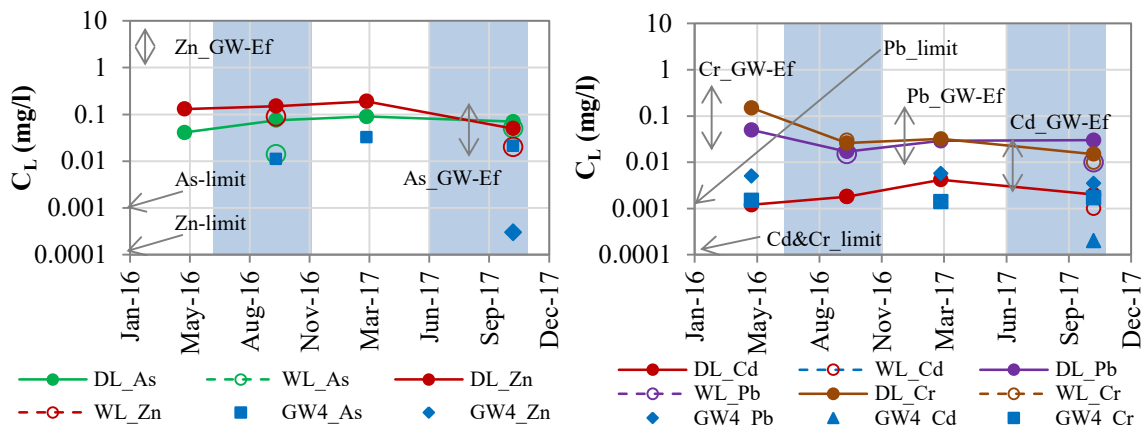 C_L (mg/l)
10
1
0.1
0.01
0.001
0.0001
Zn_GW-Ef
As_GW-Ef
As-limit
Zn-limit
Jan-16
May-16
Aug-16
Nov-16
Mar-17
Jun-17
Sep-17
Dec-17
DL_As WL_As DL_Zn
WL_Zn GW4_As GW4_Zn
C_L (mg/l)
10
1
0.1
0.01
0.001
0.0001
Pb_limit
Cr_GW-Ef
Pb_GW-Ef
Cd_GW-Ef
Cd&Cr_limit
Jan-16
May-16
Aug-16
Nov-16
Mar-17
Jun-17
Sep-17
Dec-17
DL_Cd WL_Cd DL_Pb
WL_Pb DL_Cr WL_Cr
GW4_Pb GW4_Cd GW4_Cr